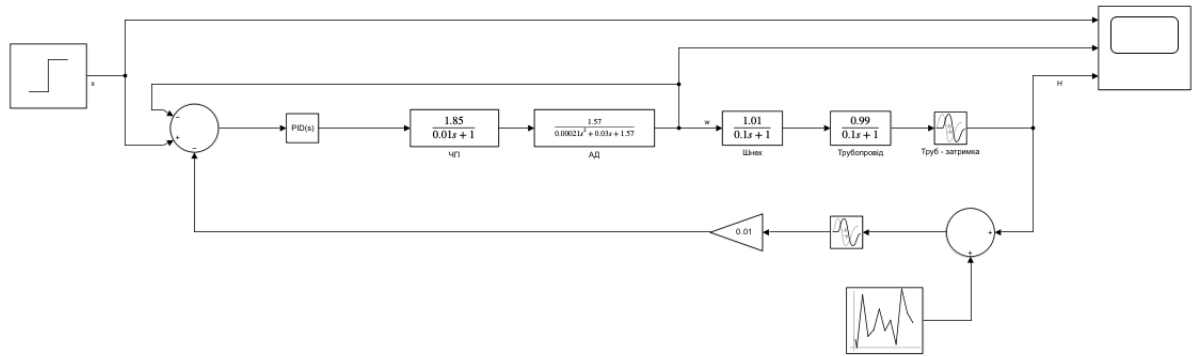 x
H
−
+
−
PID(s)
1.85
0.01s + 1
ЧП
1.57
0.00021s² + 0.03s + 1.57
АД
w
1.01
0.1s + 1
Шнек
0.99
0.1s + 1
Трубопровід
Труб - затримка
0.01
+
+